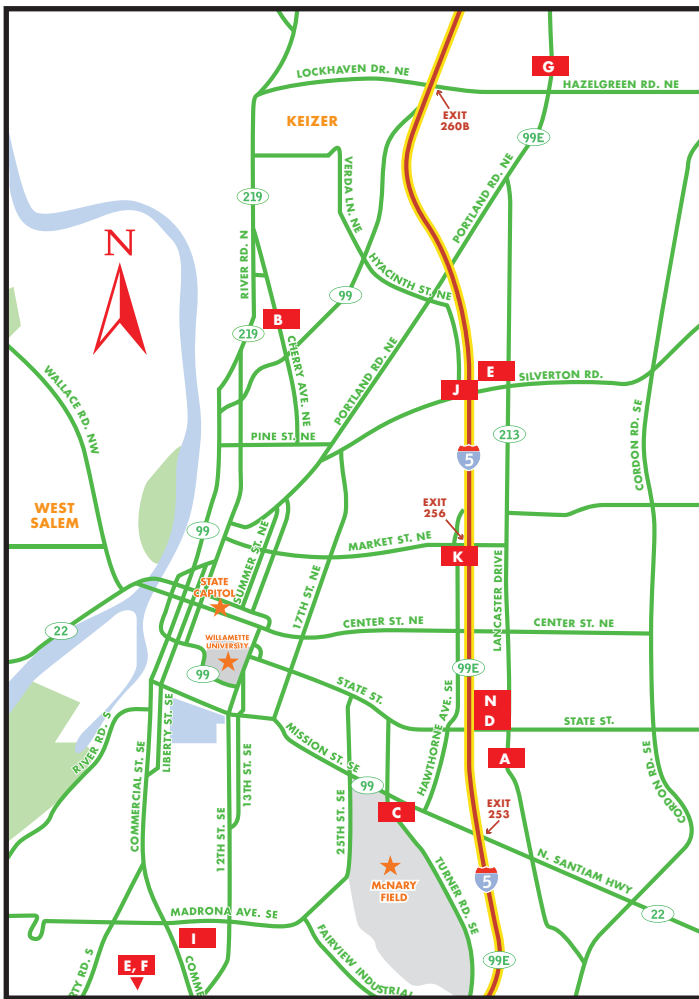 LOCKHAVEN DR. NE
G
HAZELGREEN RD. NE
KEIZER
EXIT
260B
99E
PORTLAND RD. NE
VERDA LN. NE
219
RIVER RD. N
N
HYACINTH ST. NE
99
B
219
CHERRY AVE. NE
PORTLAND RD. NE
E
J
SILVERTON RD.
WALLACE RD. NW
CORDON RD. SE
PINE ST. NE
213
5
WEST
SALEM
EXIT
256
99
SUMMER ST. NE
MARKET ST. NE
K
LANCASTER DRIVE
STATE
CAPITOL
17TH ST. NE
CENTER ST. NE
CENTER ST. NE
22
WILLAMETTE
UNIVERSITY
99
99E
STATE ST.
HAWTHORNE AVE. SE
N
D
STATE ST.
RIVER RD. S
LIBERTY ST. SE
COMMERCIAL ST. SE
MISSION ST. SE
13TH ST. SE
12TH ST. SE
25TH ST. SE
A
99
C
EXIT
253
CORDON RD. SE
N. SANTIAM HWY
22
McNARY
FIELD
5
TURNER RD. SE
MADRONA AVE. SE
I
FAIRVIEW INDUSTRIAL
99E
E, F
RTY RD. S
COMME